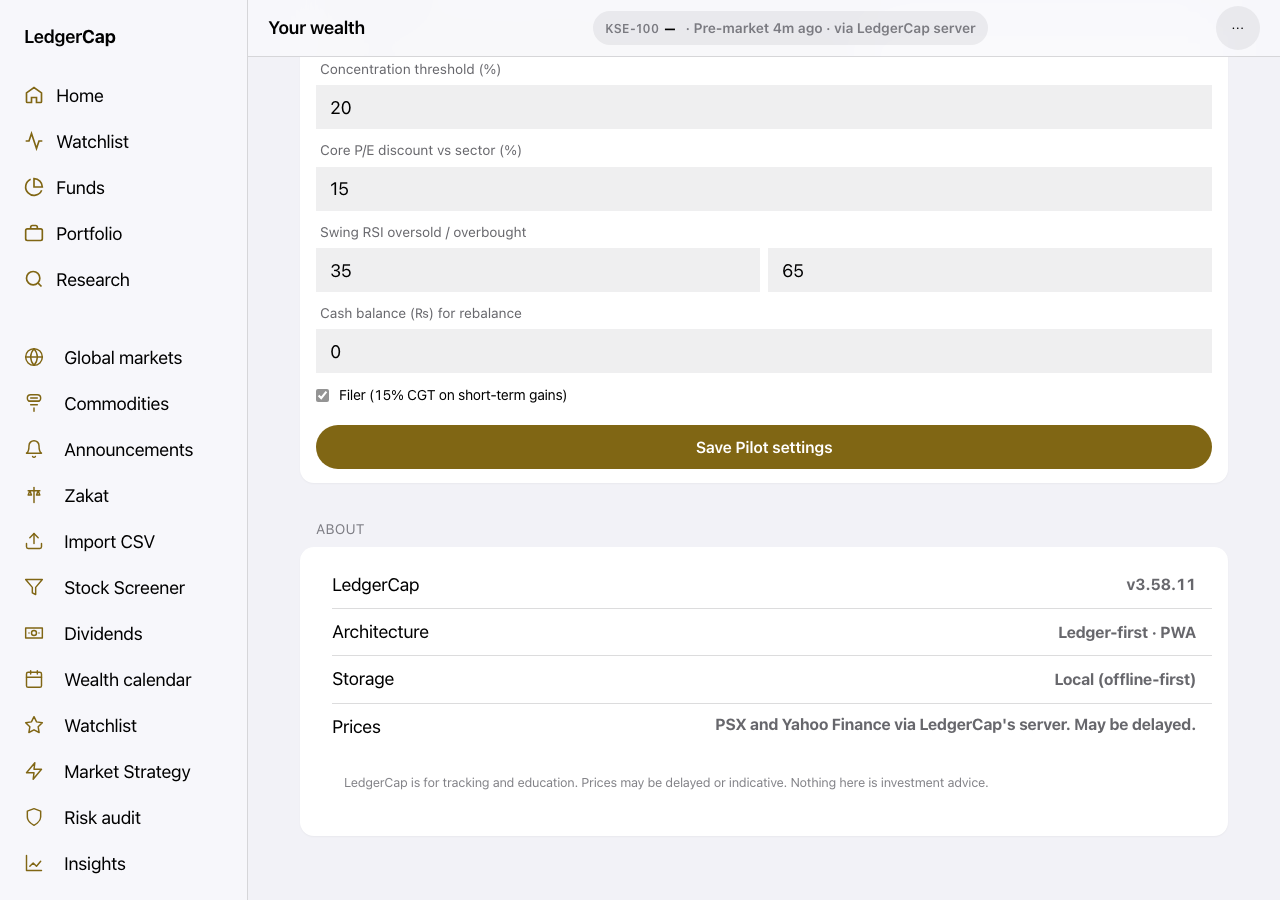 LedgerCap
Home
Watchlist
Funds
Portfolio
Research
Global markets
Commodities
Announcements
Zakat
Import CSV
Stock Screener
Dividends
Wealth calendar
Watchlist
Market Strategy
Risk audit
Insights
Your wealth
KSE-100 — · Pre-market 4m ago · via LedgerCap server
...
Concentration threshold (%)
20
Core P/E discount vs sector (%)
15
Swing RSI oversold / overbought
35 65
Cash balance (₨) for rebalance
0
Filer (15% CGT on short-term gains)
Save Pilot settings
ABOUT
LedgerCap v3.58.11
Architecture Ledger-first · PWA
Storage Local (offline-first)
Prices PSX and Yahoo Finance via LedgerCap's server. May be delayed.
LedgerCap is for tracking and education. Prices may be delayed or indicative. Nothing here is investment advice.